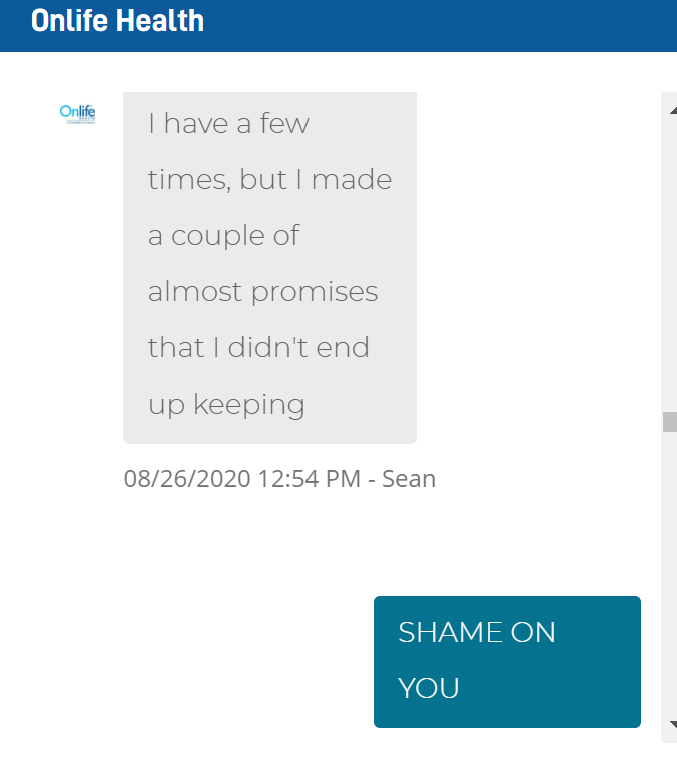 Onlife Health
Onlife
I have a few
times, but I made
a couple of
almost promises
that I didn't end
up keeping
08/26/2020 12:54 PM - Sean
SHAME ON
YOU